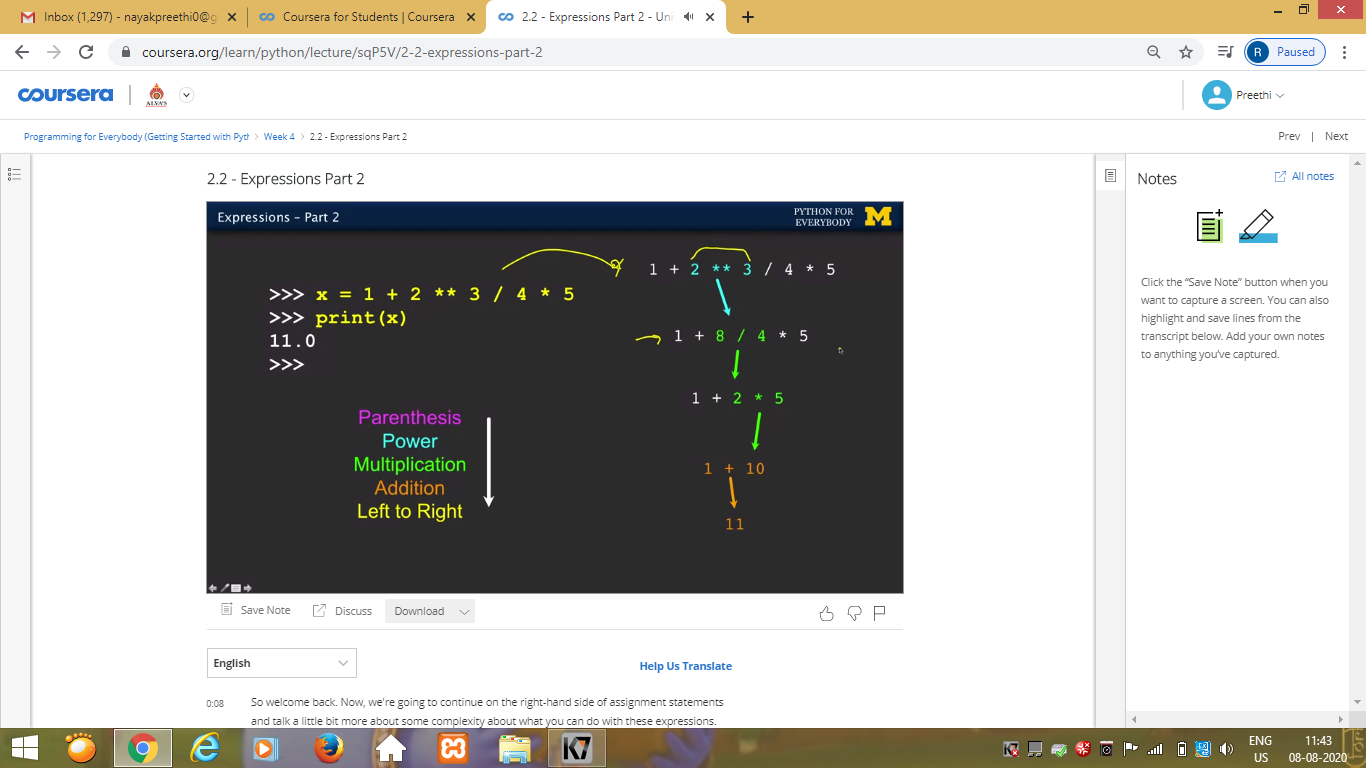 Inbox (1,297) - nayakpreethi0@g
Coursera for Students | Coursera
2.2 - Expressions Part 2 - Uni
coursera.org/learn/python/lecture/sqP5V/2-2-expressions-part-2
R Paused
coursera
ALVA'S
Preethi
Programming for Everybody (Getting Started with Pyth > Week 4 > 2.2 - Expressions Part 2
Prev | Next
2.2 - Expressions Part 2
Expressions – Part 2
PYTHON FOR
EVERYBODY
M
>>> x = 1 + 2 ** 3 / 4 * 5
>>> print(x)
11.0
>>>
Parenthesis
Power
Multiplication
Addition
Left to Right
1 + 2 ** 3 / 4 * 5
1 + 8 / 4 * 5
1 + 2 * 5
1 + 10
11
Save Note
Discuss
Download
English
Help Us Translate
0:08 So welcome back. Now, we're going to continue on the right-hand side of assignment statements
and talk a little bit more about some complexity about what you can do with these expressions.
Notes
All notes
Click the “Save Note” button when you
want to capture a screen. You can also
highlight and save lines from the
transcript below. Add your own notes
to anything you’ve captured.
K7
ENG
US
11:43
08-08-2020